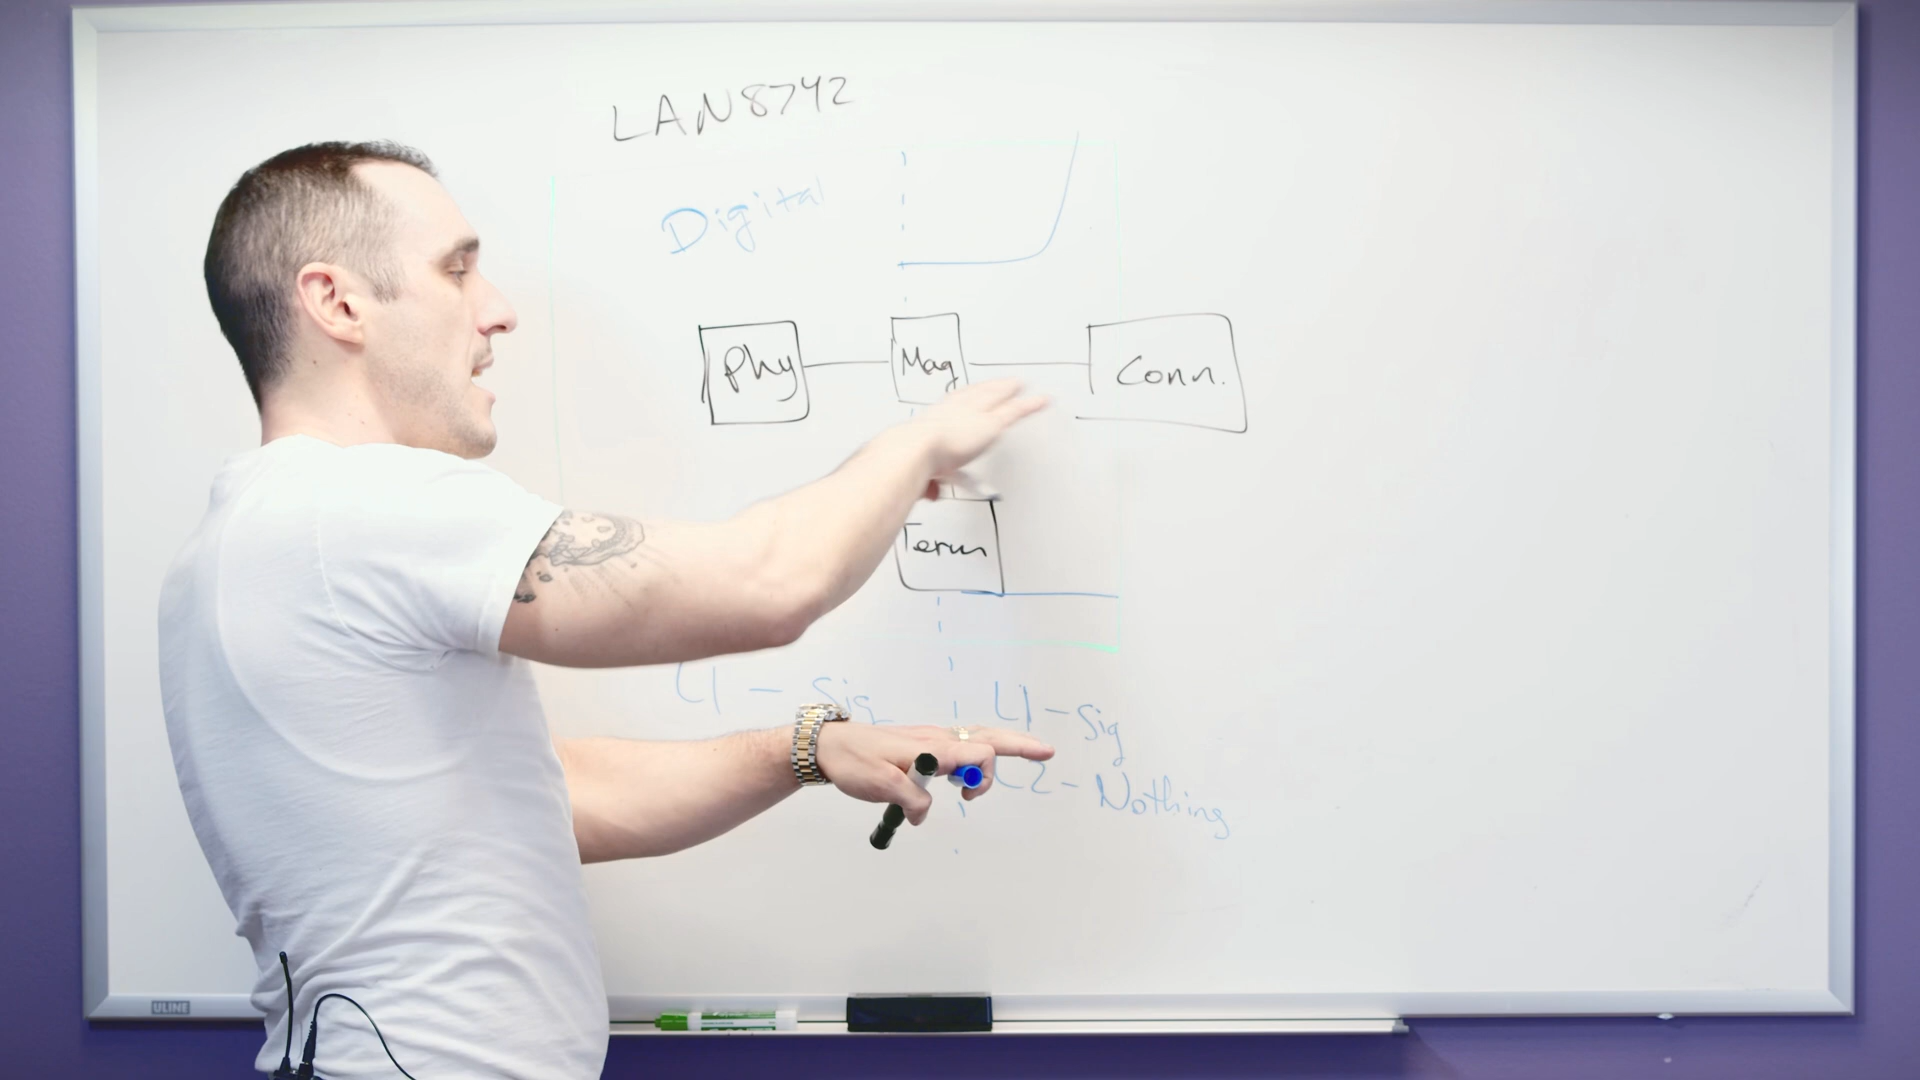 LAN8742
Digital
Phy
Mag
Conn.
Term
L1 - Sig
L1 - Sig
L2 - Nothing
ULINE